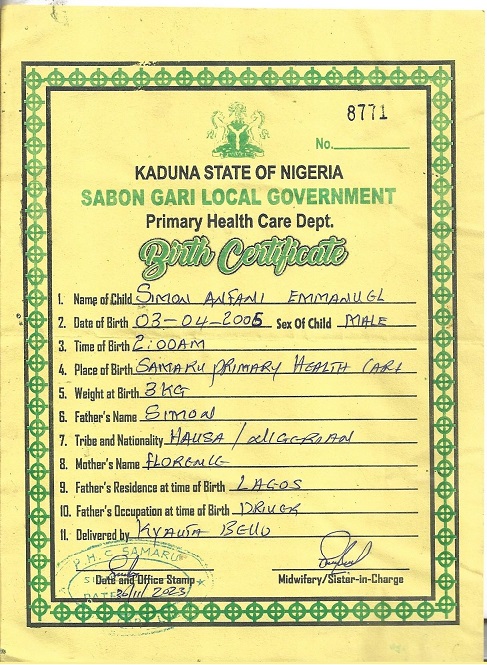 8771
No.
KADUNA STATE OF NIGERIA
SABON GARI LOCAL GOVERNMENT
Primary Health Care Dept.
Birth Certificate
1. Name of Child SIMON ANFANI EMMANUEL
2. Date of Birth 03-04-2005 Sex Of Child MALE
3. Time of Birth 2:00AM
4. Place of Birth SAMARU PRIMARY HEALTH CARE
5. Weight at Birth 3KG
6. Father's Name SIMON
7. Tribe and Nationality HAUSA / NIGERIAN
8. Mother's Name FLORENCE
9. Father's Residence at time of Birth LAGOS
10. Father's Occupation at time of Birth DRIVER
11. Delivered by KYAUTA BELLO
P.H.C SAMARU
Date and Office Stamp Midwifery/Sister-in-Charge
DATE 26/11/2023